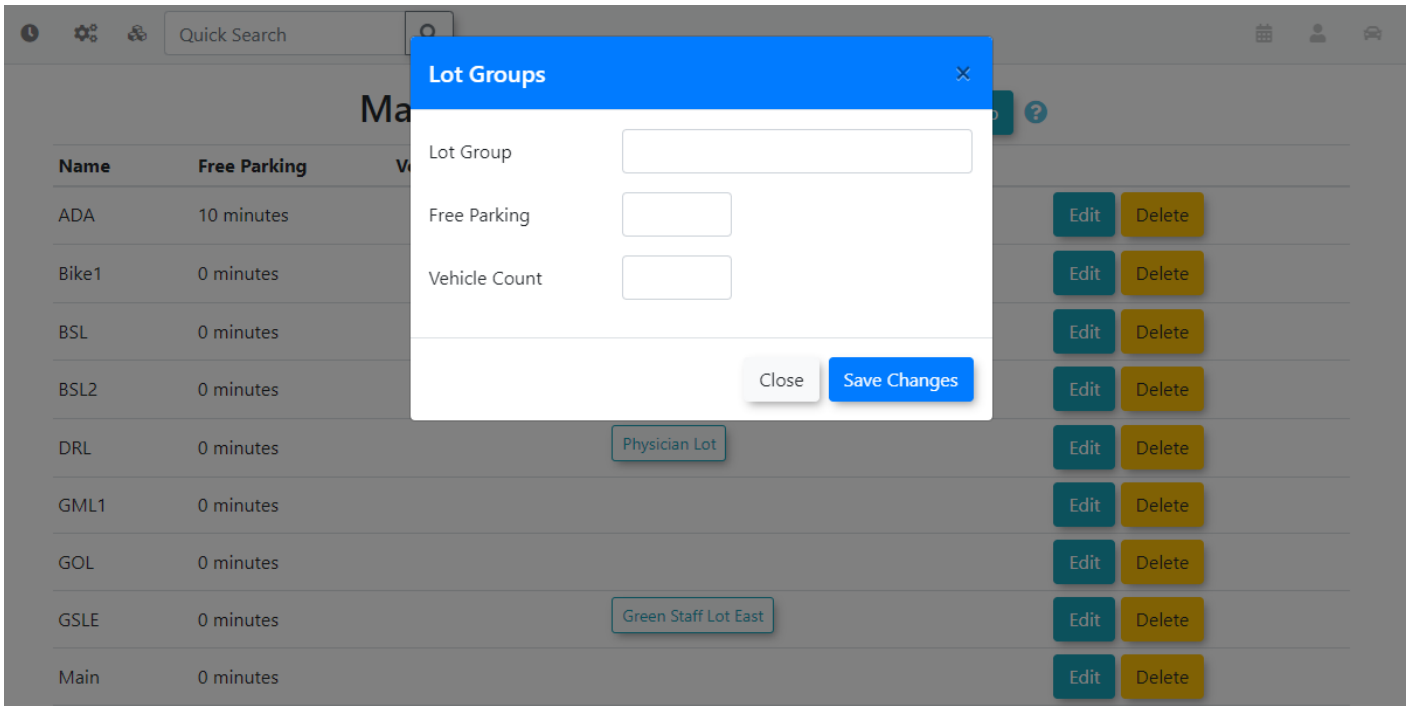 Quick Search
Lot Groups ×
Ma
Lot Group
Name Free Parking
ADA 10 minutes Free Parking Edit Delete
Bike1 0 minutes Vehicle Count Edit Delete
BSL 0 minutes Edit Delete
BSL2 0 minutes Close Save Changes Edit Delete
DRL 0 minutes Physician Lot Edit Delete
GML1 0 minutes Edit Delete
GOL 0 minutes Edit Delete
GSLE 0 minutes Green Staff Lot East Edit Delete
Main 0 minutes Edit Delete